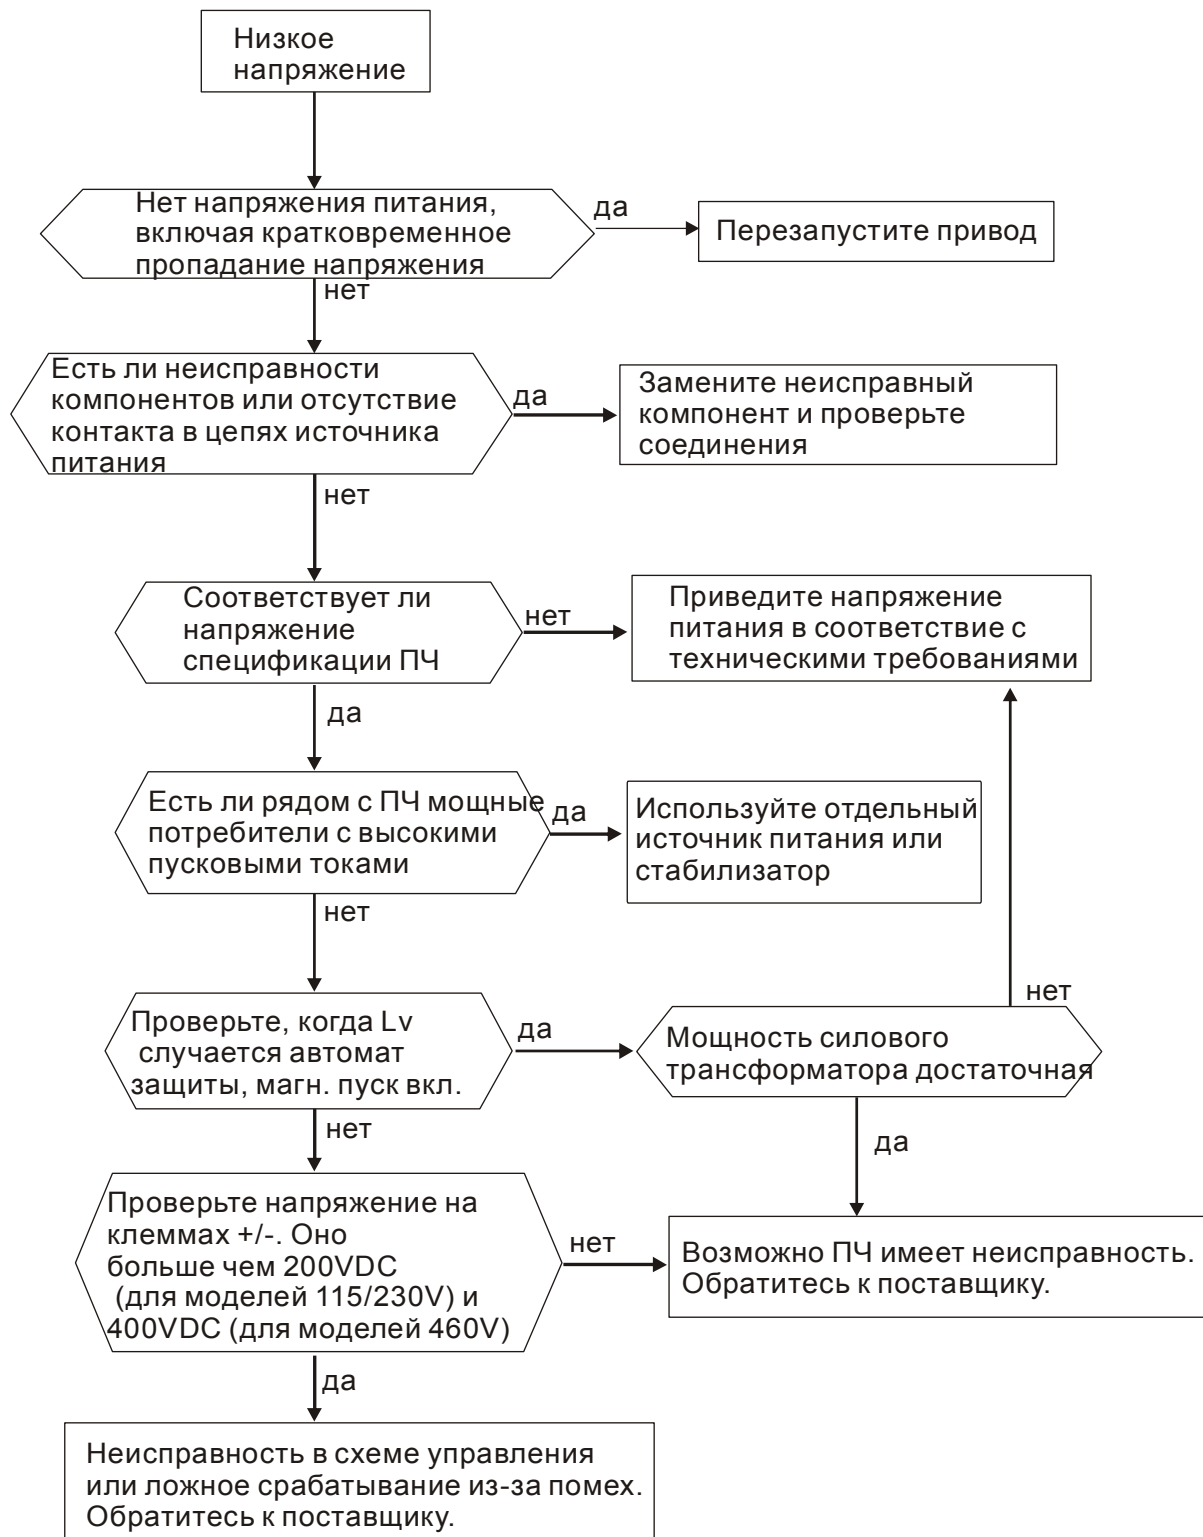 Низкое
напряжение
Нет напряжения питания,
включая кратковременное
пропадание напряжения
да
Перезапустите привод
нет
Есть ли неисправности
компонентов или отсутствие
контакта в цепях источника
питания
да
Замените неисправный
компонент и проверьте
соединения
нет
Соответствует ли
напряжение
спецификации ПЧ
нет
Приведите напряжение
питания в соответствие с
техническими требованиями
да
Есть ли рядом с ПЧ мощные
потребители с высокими
пусковыми токами
да
Используйте отдельный
источник питания или
стабилизатор
нет
Проверьте, когда Lv
случается автомат
защиты, магн. пуск вкл.
да
Мощность силового
трансформатора достаточная
нет
нет
да
Проверьте напряжение на
клеммах +/-. Оно
больше чем 200VDC
(для моделей 115/230V) и
400VDC (для моделей 460V)
нет
Возможно ПЧ имеет неисправность.
Обратитесь к поставщику.
да
Неисправность в схеме управления
или ложное срабатывание из-за помех.
Обратитесь к поставщику.